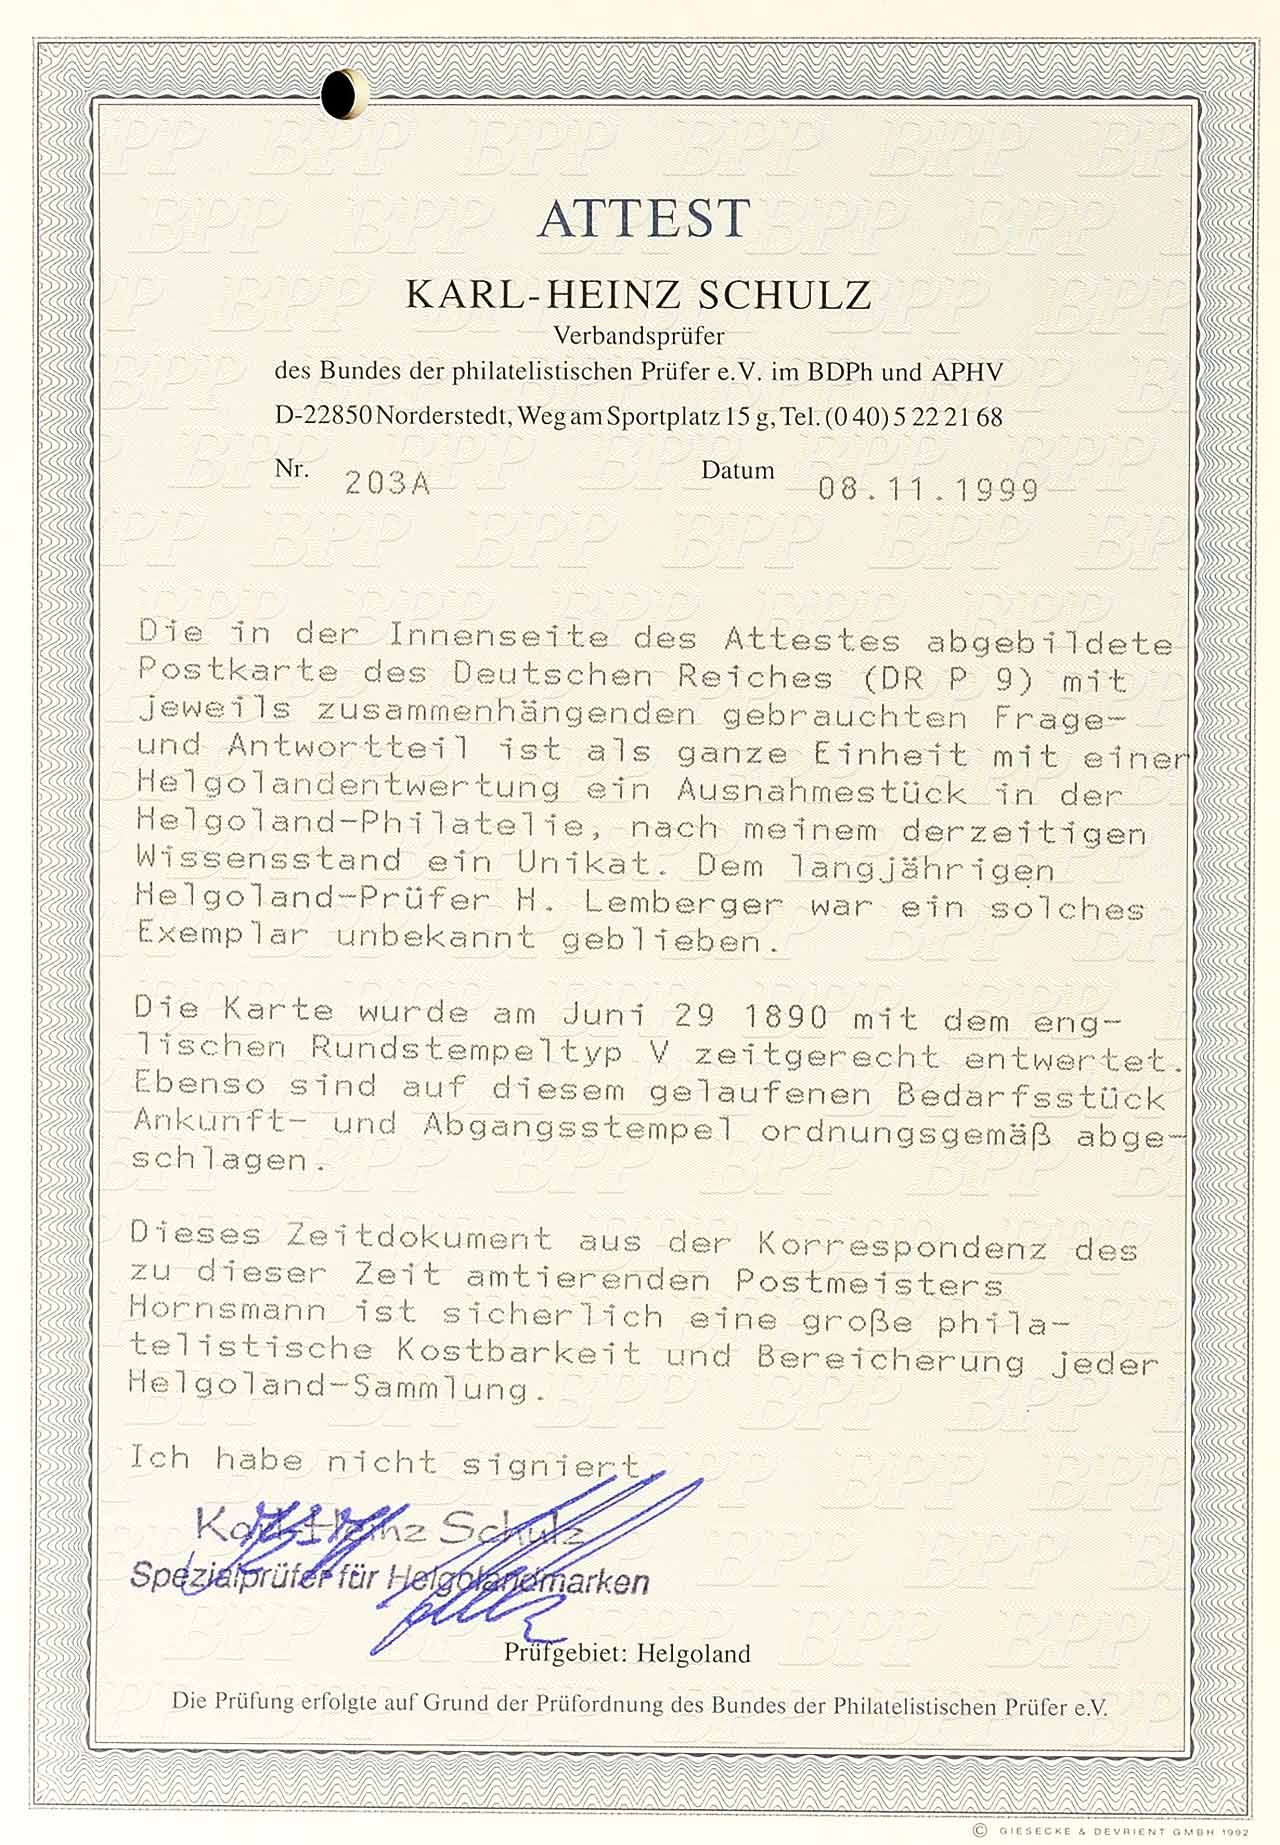 ATTEST
KARL-HEINZ SCHULZ
Verbandsprüfer
des Bundes der philatelistischen Prüfer e.V. im BDPh und APHV
D-22850 Norderstedt, Weg am Sportplatz 15 g, Tel. (0 40) 5 22 21 68
Nr. 203A Datum 08.11.1999
Die in der Innenseite des Attestes abgebildete
Postkarte des Deutschen Reiches (DR P 9) mit
jeweils zusammenhängenden gebrauchten Frage-
und Antwortteil ist als ganze Einheit mit einer
Helgolandentwertung ein Ausnahmestück in der
Helgoland-Philatelie, nach meinem derzeitigen
Wissensstand ein Unikat. Dem langjährigen
Helgoland-Prüfer H. Lemberger war ein solches
Exemplar unbekannt geblieben.
Die Karte wurde am Juni 29 1890 mit dem eng-
lischen Rundstempeltyp V zeitgerecht entwertet.
Ebenso sind auf diesem gelaufenen Bedarfsstück
Ankunft- und Abgangsstempel ordnungsgemäß abge-
schlagen.
Dieses Zeitdokument aus der Korrespondenz des
zu dieser Zeit amtierenden Postmeisters
Hornsmann ist sicherlich eine große phila-
telistische Kostbarkeit und Bereicherung jeder
Helgoland-Sammlung.
Ich habe nicht signiert
Karl-Heinz Schulz
Spezialprüfer für Helgolandmarken
Prüfgebiet: Helgoland
Die Prüfung erfolgte auf Grund der Prüfordnung des Bundes der Philatelistischen Prüfer e.V.
© GIESECKE & DEVRIENT GMBH 1992